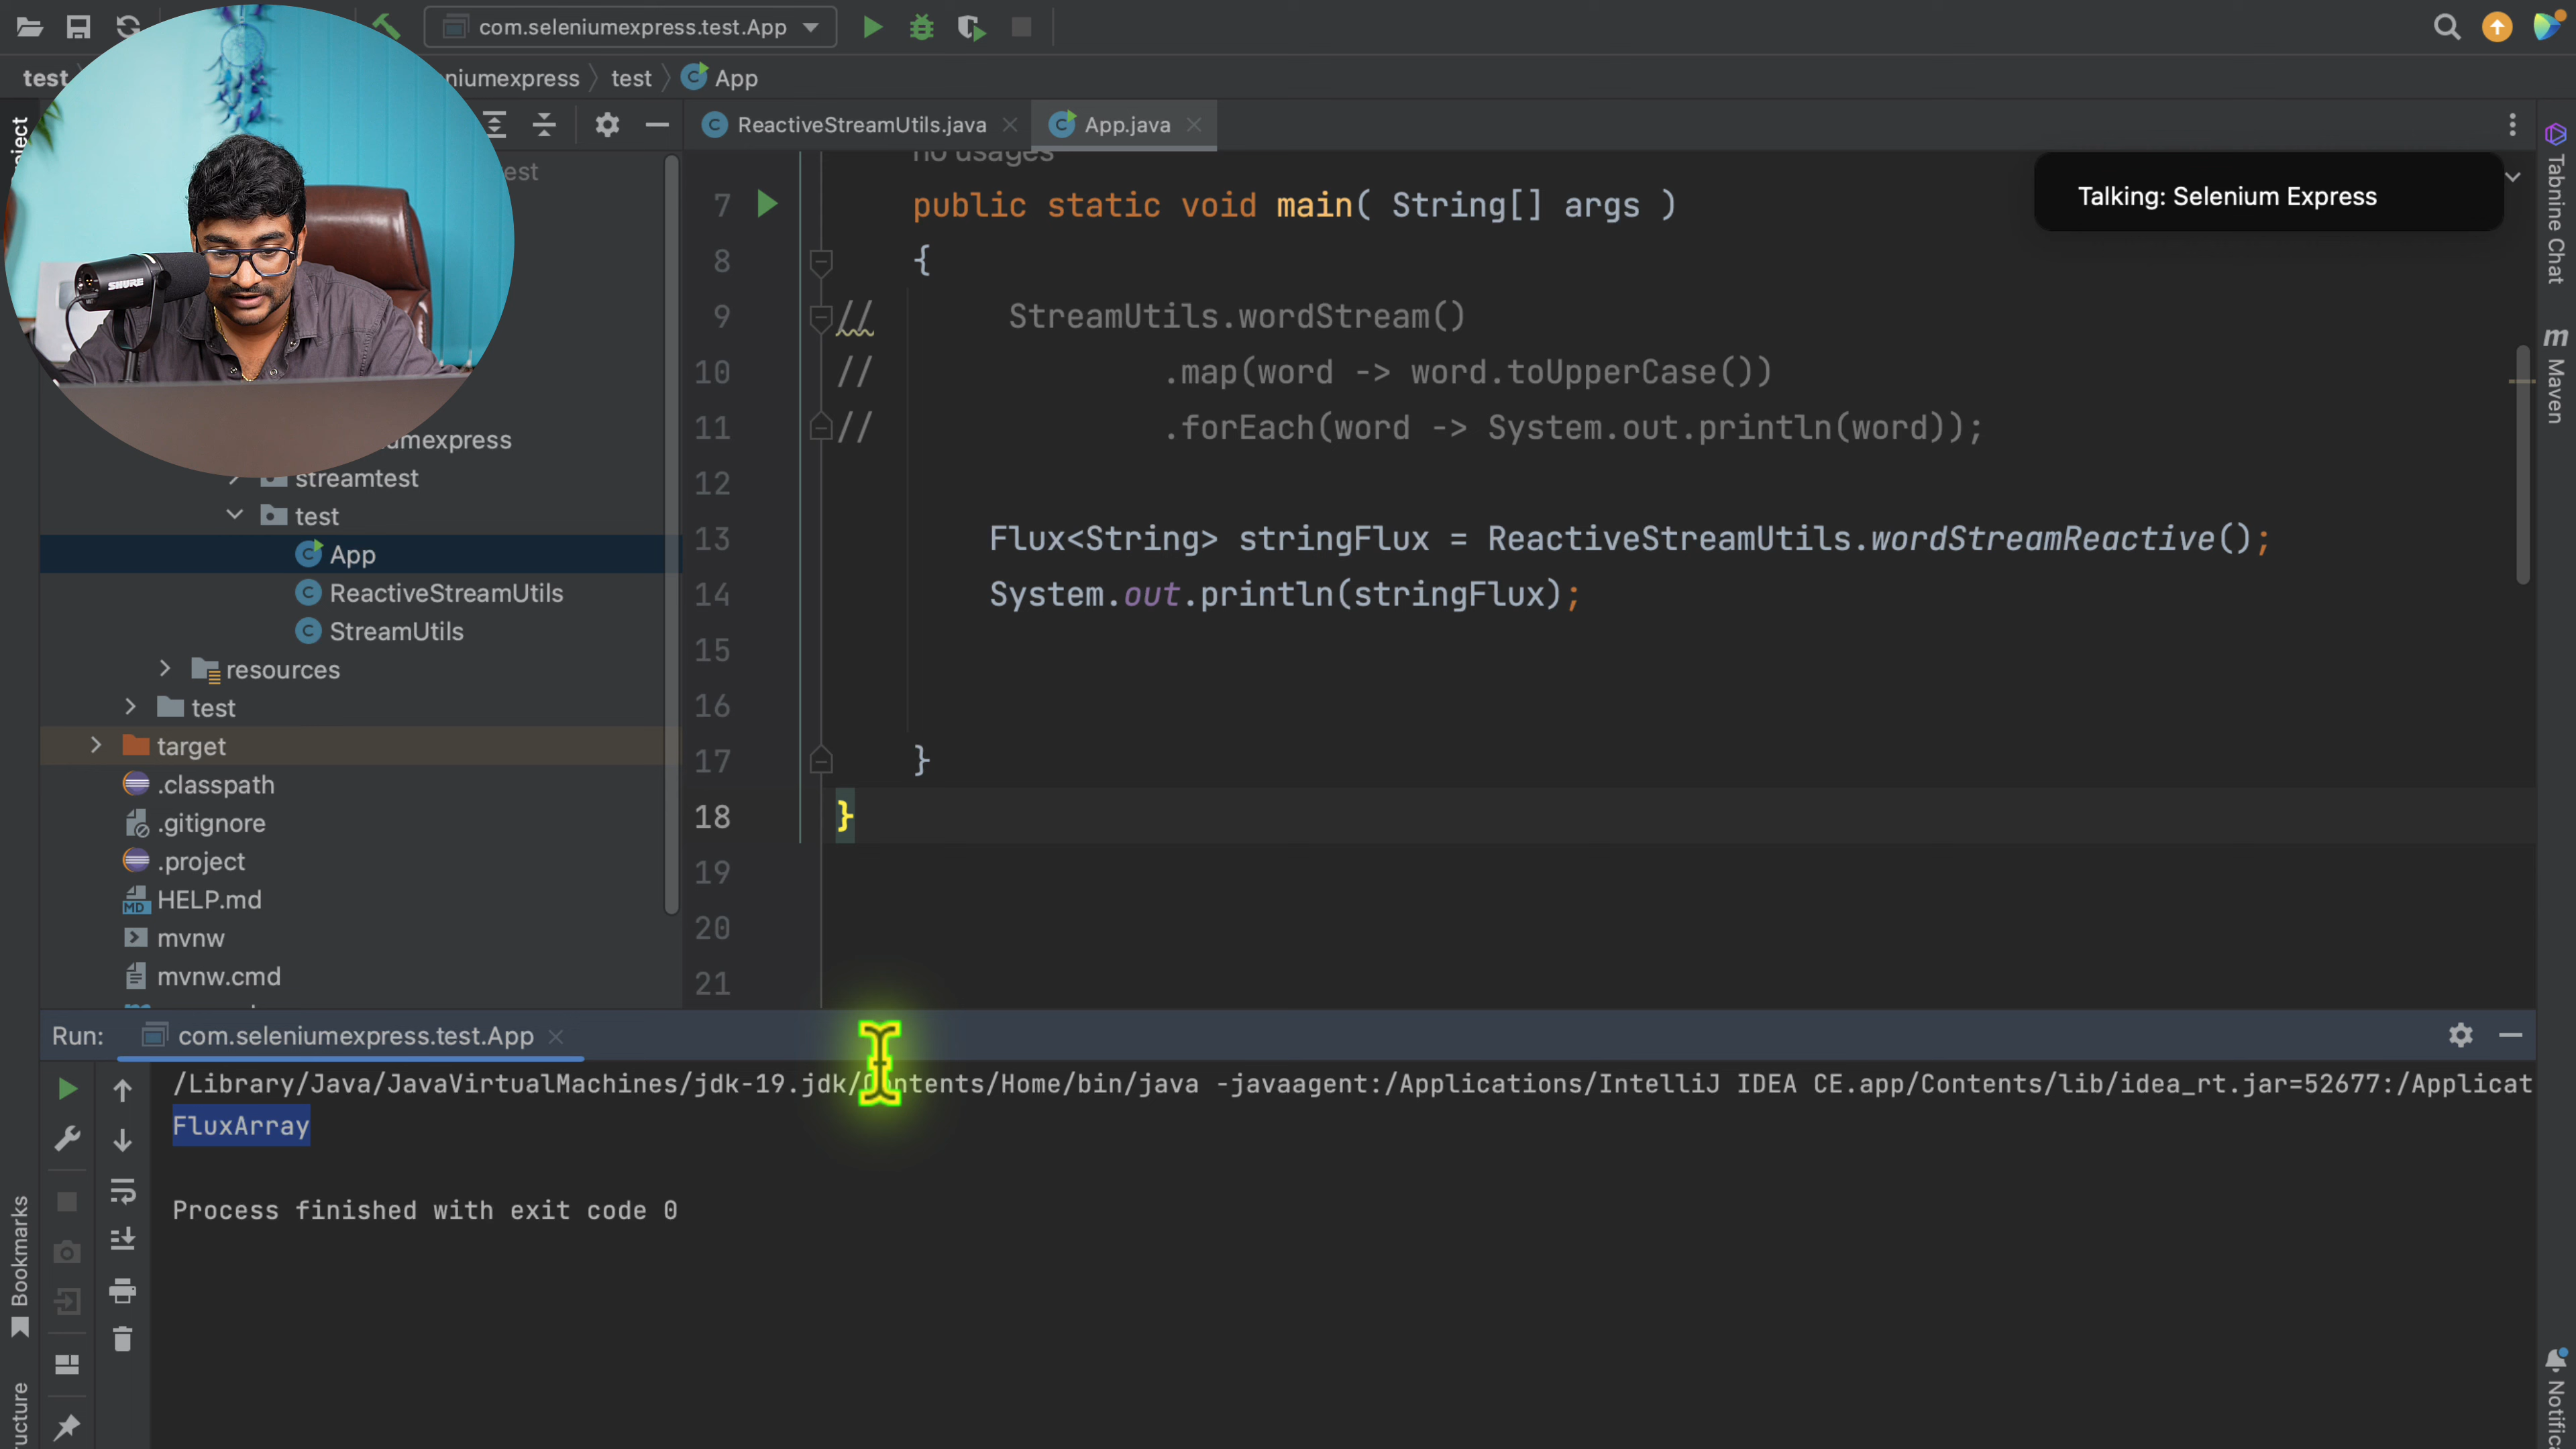 com.seleniumexpress.test.App
test
niumexpress
test
App
ReactiveStreamUtils.java
App.java
Talking: Selenium Express
no usages
7 public static void main( String[] args )
8 {
9 // StreamUtils.wordStream()
10 // .map(word -> word.toUpperCase())
11 // .forEach(word -> System.out.println(word));
12
13 Flux<String> stringFlux = ReactiveStreamUtils.wordStreamReactive();
14 System.out.println(stringFlux);
15
16
17 }
18 }
19
20
21
SHURE
est
umexpress
streamtest
test
App
ReactiveStreamUtils
StreamUtils
resources
test
target
.classpath
.gitignore
.project
HELP.md
mvnw
mvnw.cmd
Run: com.seleniumexpress.test.App
/Library/Java/JavaVirtualMachines/jdk-19.jdk/Contents/Home/bin/java -javaagent:/Applications/IntelliJ IDEA CE.app/Contents/lib/idea_rt.jar=52677:/Applicat
FluxArray
Process finished with exit code 0
Bookmarks
ructure
Tabnine Chat
Maven
Notific